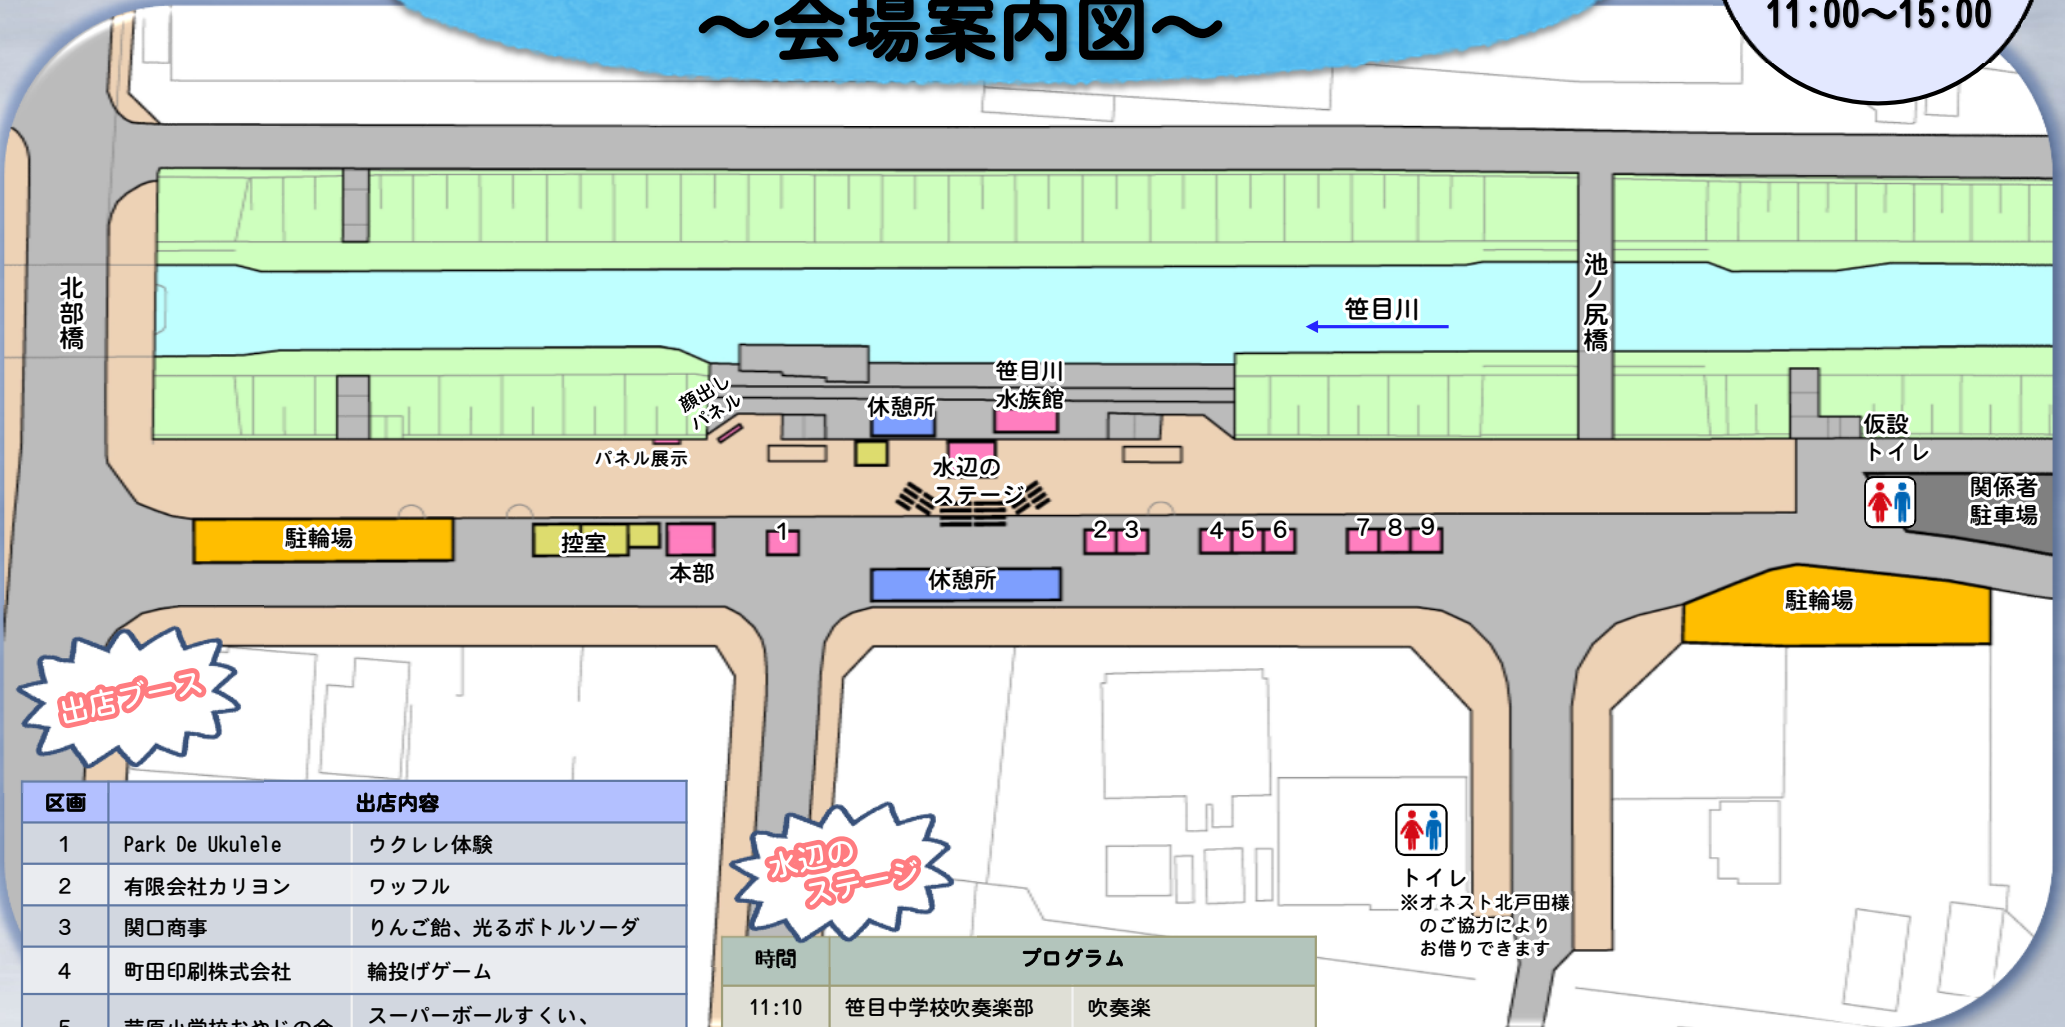 ～会場案内図～
11:00～15:00
北部橋
池ノ尻橋
笹目川
笹目川
水族館
休憩所
顔出し
パネル
パネル展示
水辺の
ステージ
仮設
トイレ
関係者
駐車場
駐輪場
控室
本部
1
2 3
4 5 6
7 8 9
休憩所
駐輪場
出店ブース
区画 出店内容
1 Park De Ukulele ウクレレ体験
2 有限会社カリヨン ワッフル
3 関口商事 りんご飴、光るボトルソーダ
4 町田印刷株式会社 輪投げゲーム
スーパーボールすくい、
水辺の
ステージ
時間 プログラム
11:10 笹目中学校吹奏楽部 吹奏楽
トイレ
※オネスト北戸田様
のご協力により
お借りできます